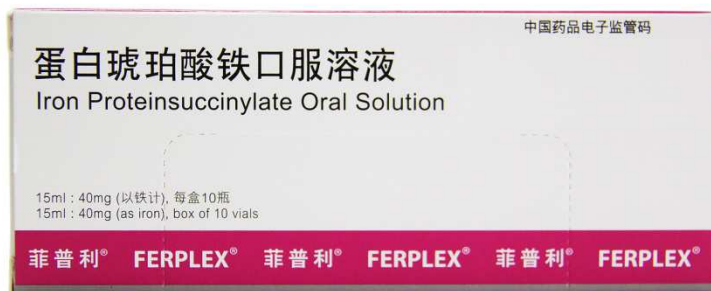 中国药品电子监管码
蛋白琥珀酸铁口服溶液
Iron Proteinsuccinylate Oral Solution
15ml : 40mg (以铁计), 每盒10瓶
15ml : 40mg (as iron), box of 10 vials
菲普利® FERPLEX® 菲普利® FERPLEX® 菲普利® FERPLEX®